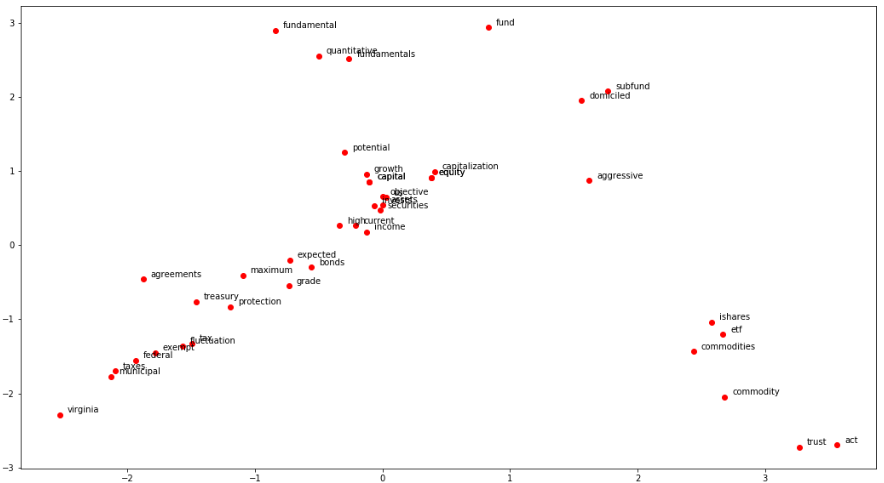 3
fundamental
fund
quantitative
fundamentals
2
subfund
domiciled
potential
1
growth
capitalization
capital
equity
aggressive
objective
assets
securities
high
current
income
0
expected
bonds
agreements
maximum
grade
treasury
protection
−1
ishares
etf
tax
fluctuation
exempt
commodities
federal
taxes
municipal
−2
commodity
virginia
trust
act
−3
−2
−1
0
1
2
3